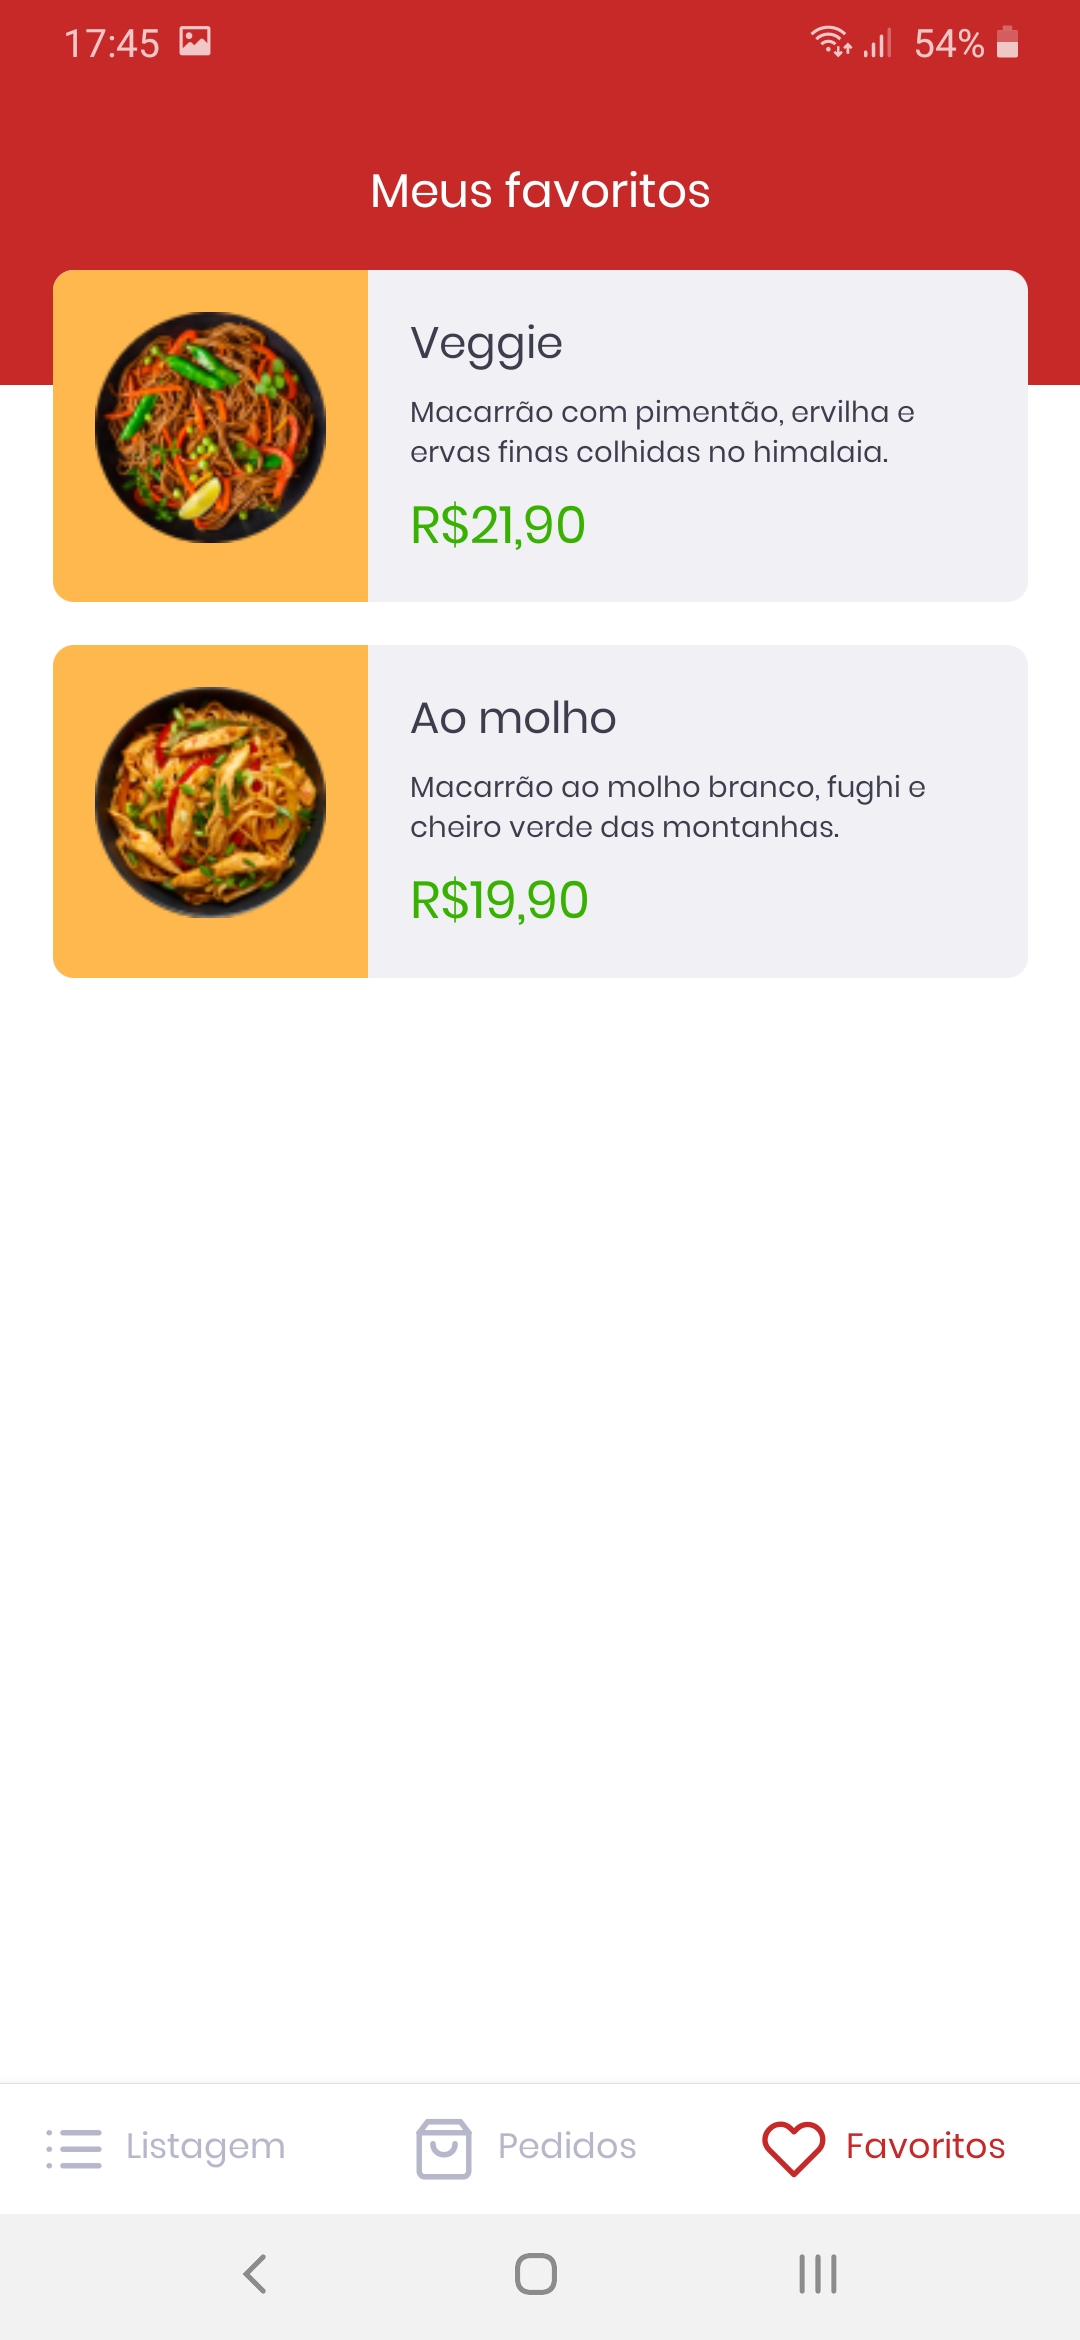 17:45
54%
Meus favoritos
Veggie
Macarrão com pimentão, ervilha e
ervas finas colhidas no himalaia.
R$21,90
Ao molho
Macarrão ao molho branco, fughi e
cheiro verde das montanhas.
R$19,90
Listagem
Pedidos
Favoritos